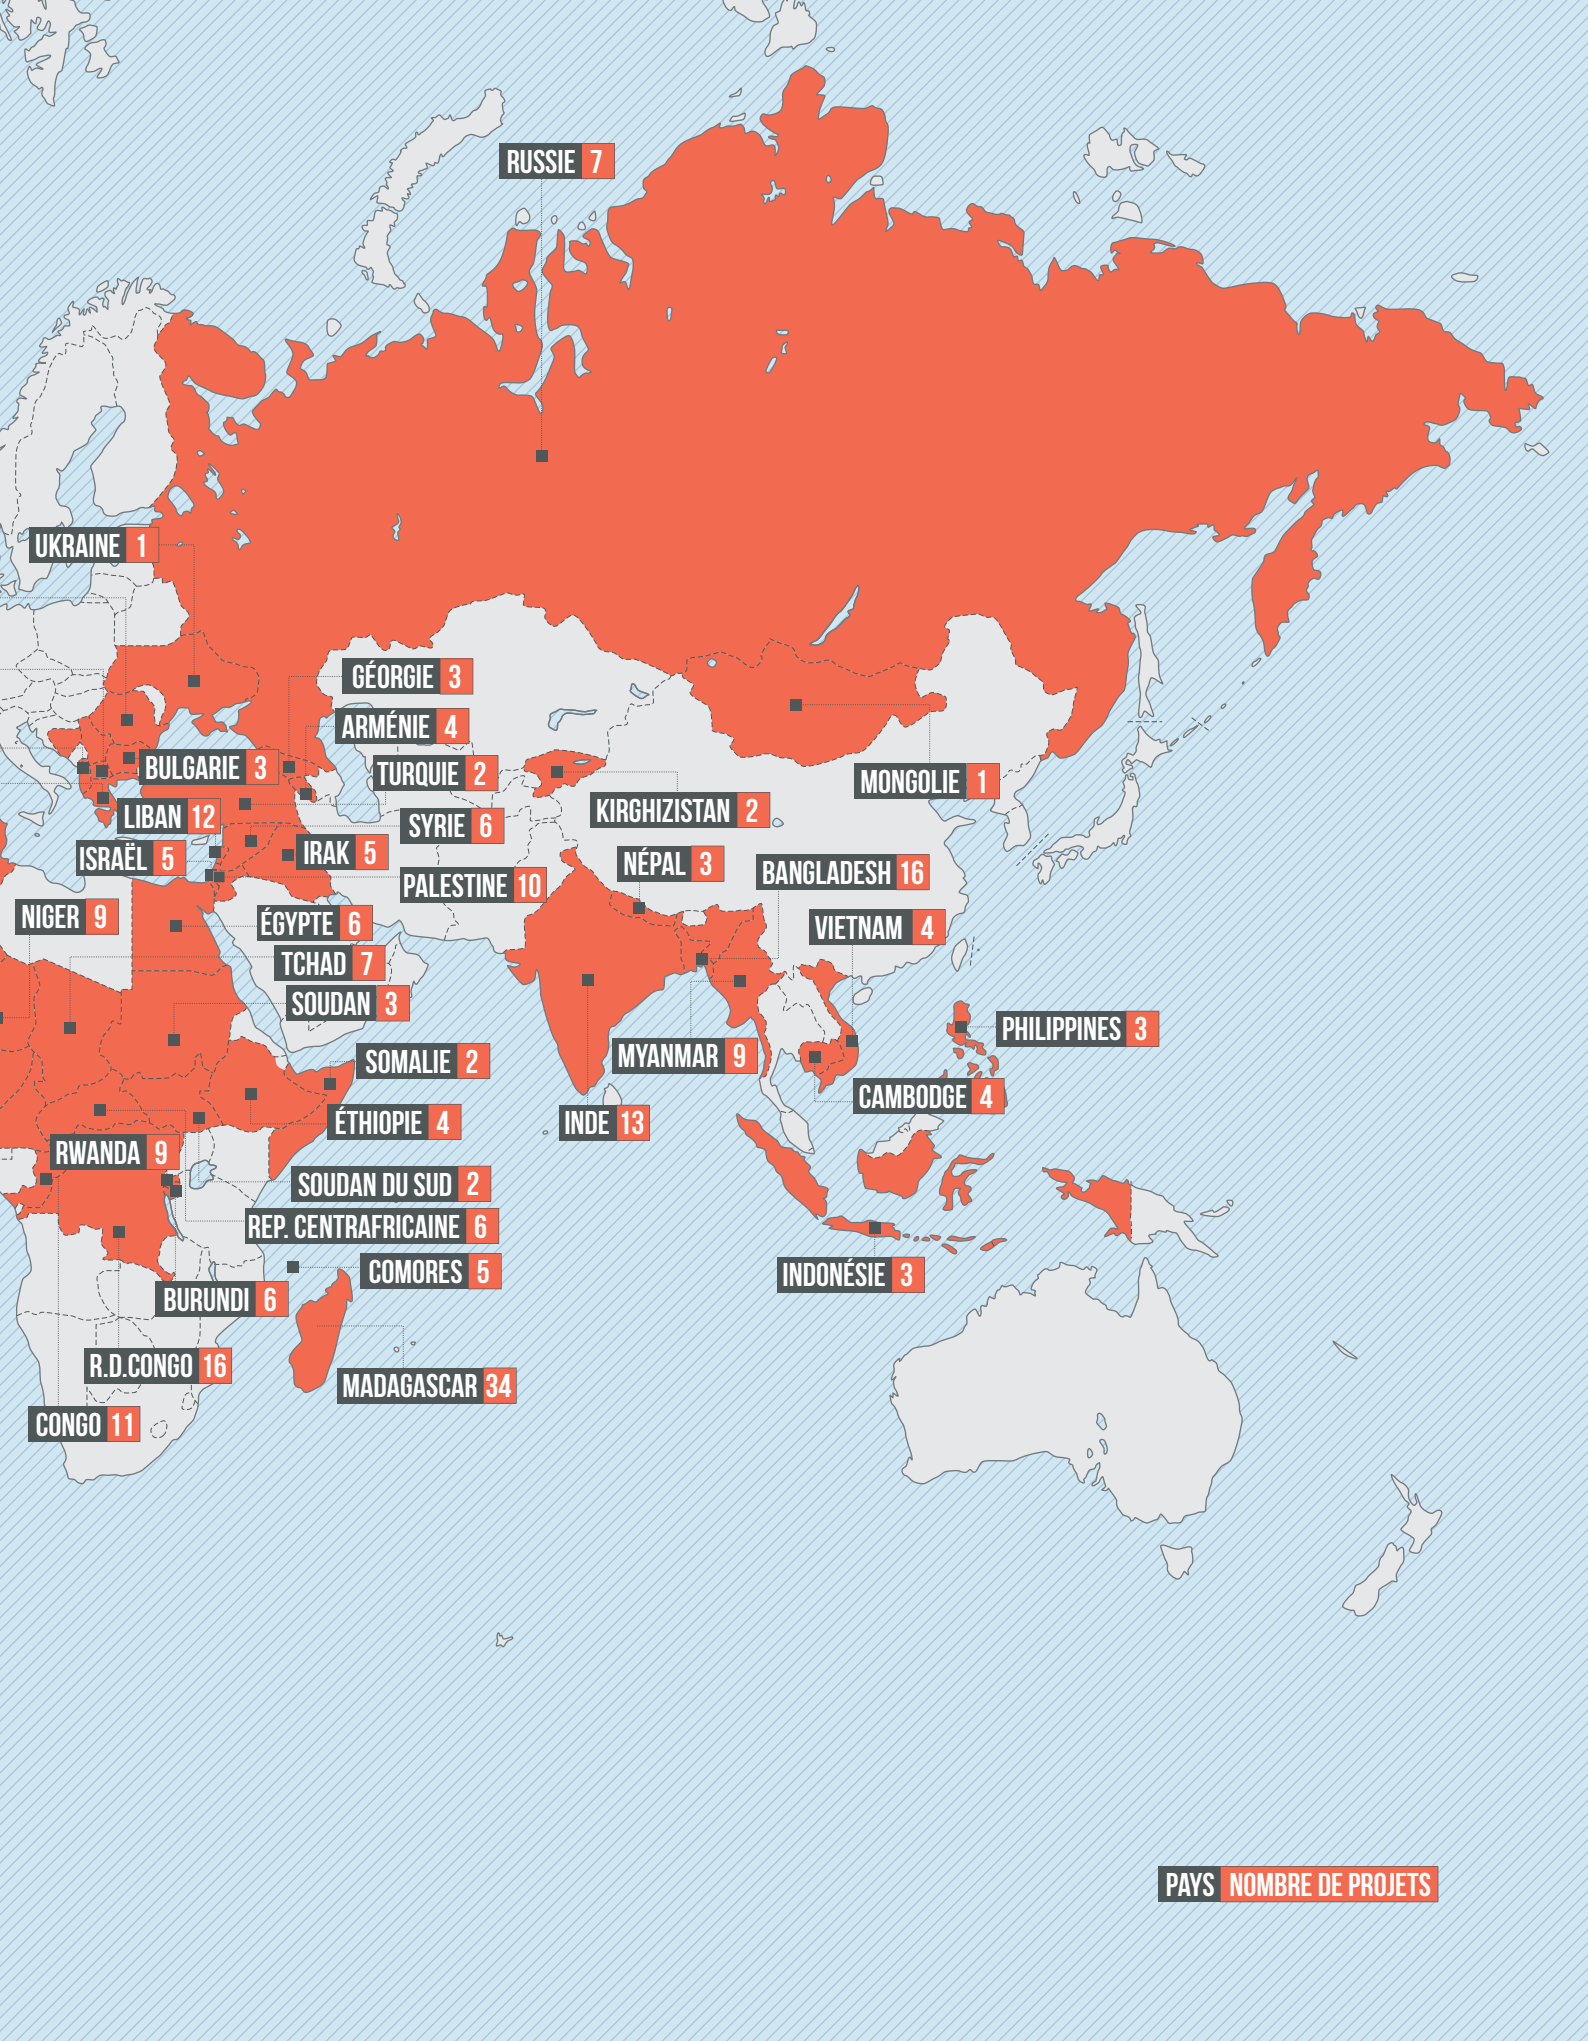 RUSSIE 7
UKRAINE 1
GÉORGIE 3
ARMÉNIE 4
BULGARIE 3
TURQUIE 2
MONGOLIE 1
KIRGHIZISTAN 2
LIBAN 12
SYRIE 6
ISRAËL 5
IRAK 5
NÉPAL 3
BANGLADESH 16
PALESTINE 10
NIGER 9
ÉGYPTE 6
VIETNAM 4
TCHAD 7
SOUDAN 3
PHILIPPINES 3
MYANMAR 9
SOMALIE 2
CAMBODGE 4
ÉTHIOPIE 4
INDE 13
RWANDA 9
SOUDAN DU SUD 2
REP. CENTRAFRICAINE 6
COMORES 5
INDONÉSIE 3
BURUNDI 6
R.D.CONGO 16
MADAGASCAR 34
CONGO 11
PAYS NOMBRE DE PROJETS